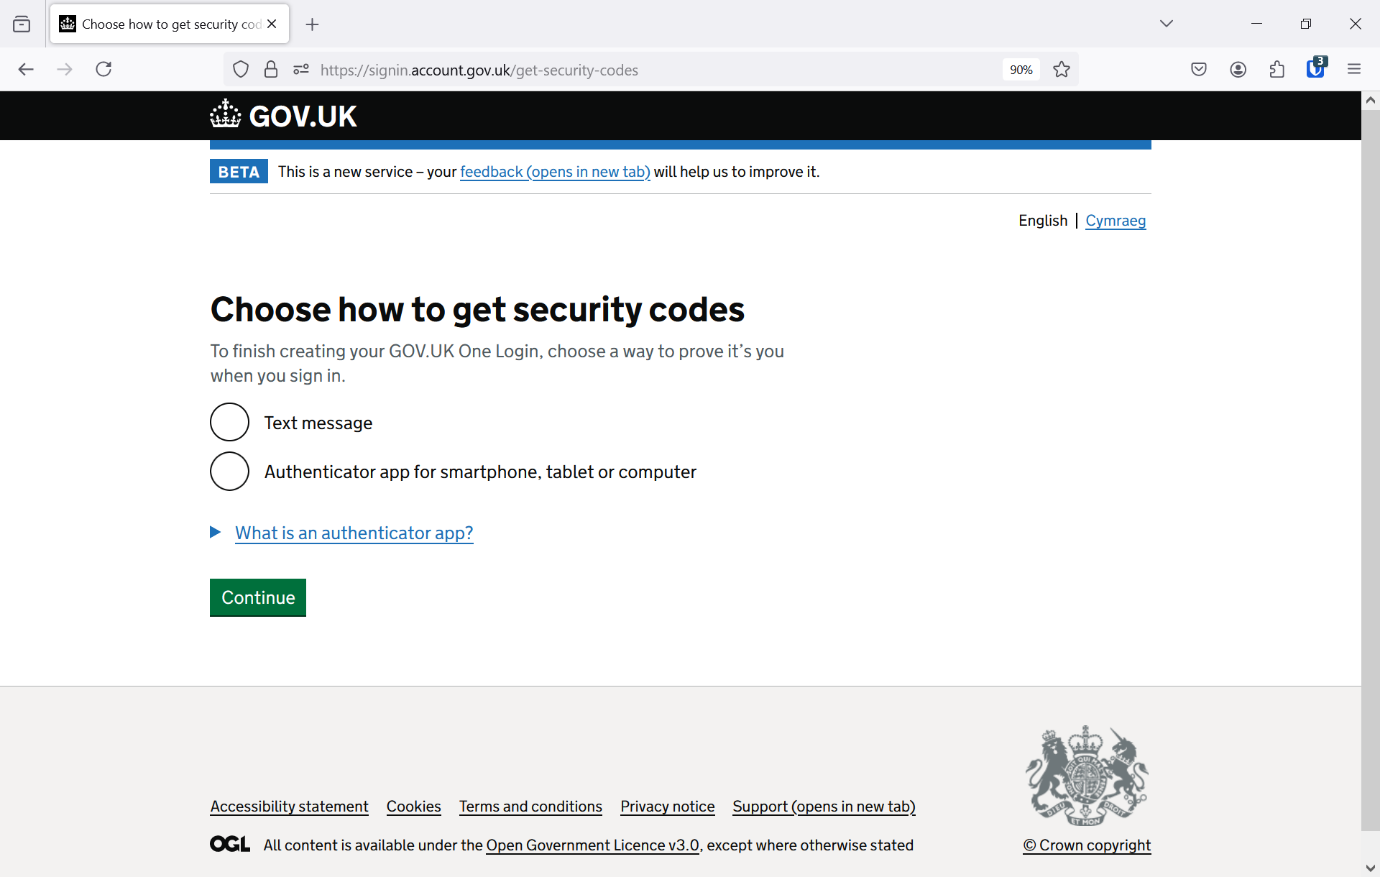 Choose how to get security cod
https://signin.account.gov.uk/get-security-codes
90%
3
GOV.UK
BETA This is a new service – your feedback (opens in new tab) will help us to improve it.
English | Cymraeg
Choose how to get security codes
To finish creating your GOV.UK One Login, choose a way to prove it’s you
when you sign in.
Text message
Authenticator app for smartphone, tablet or computer
What is an authenticator app?
Continue
Accessibility statement Cookies Terms and conditions Privacy notice Support (opens in new tab)
OGL All content is available under the Open Government Licence v3.0, except where otherwise stated
© Crown copyright